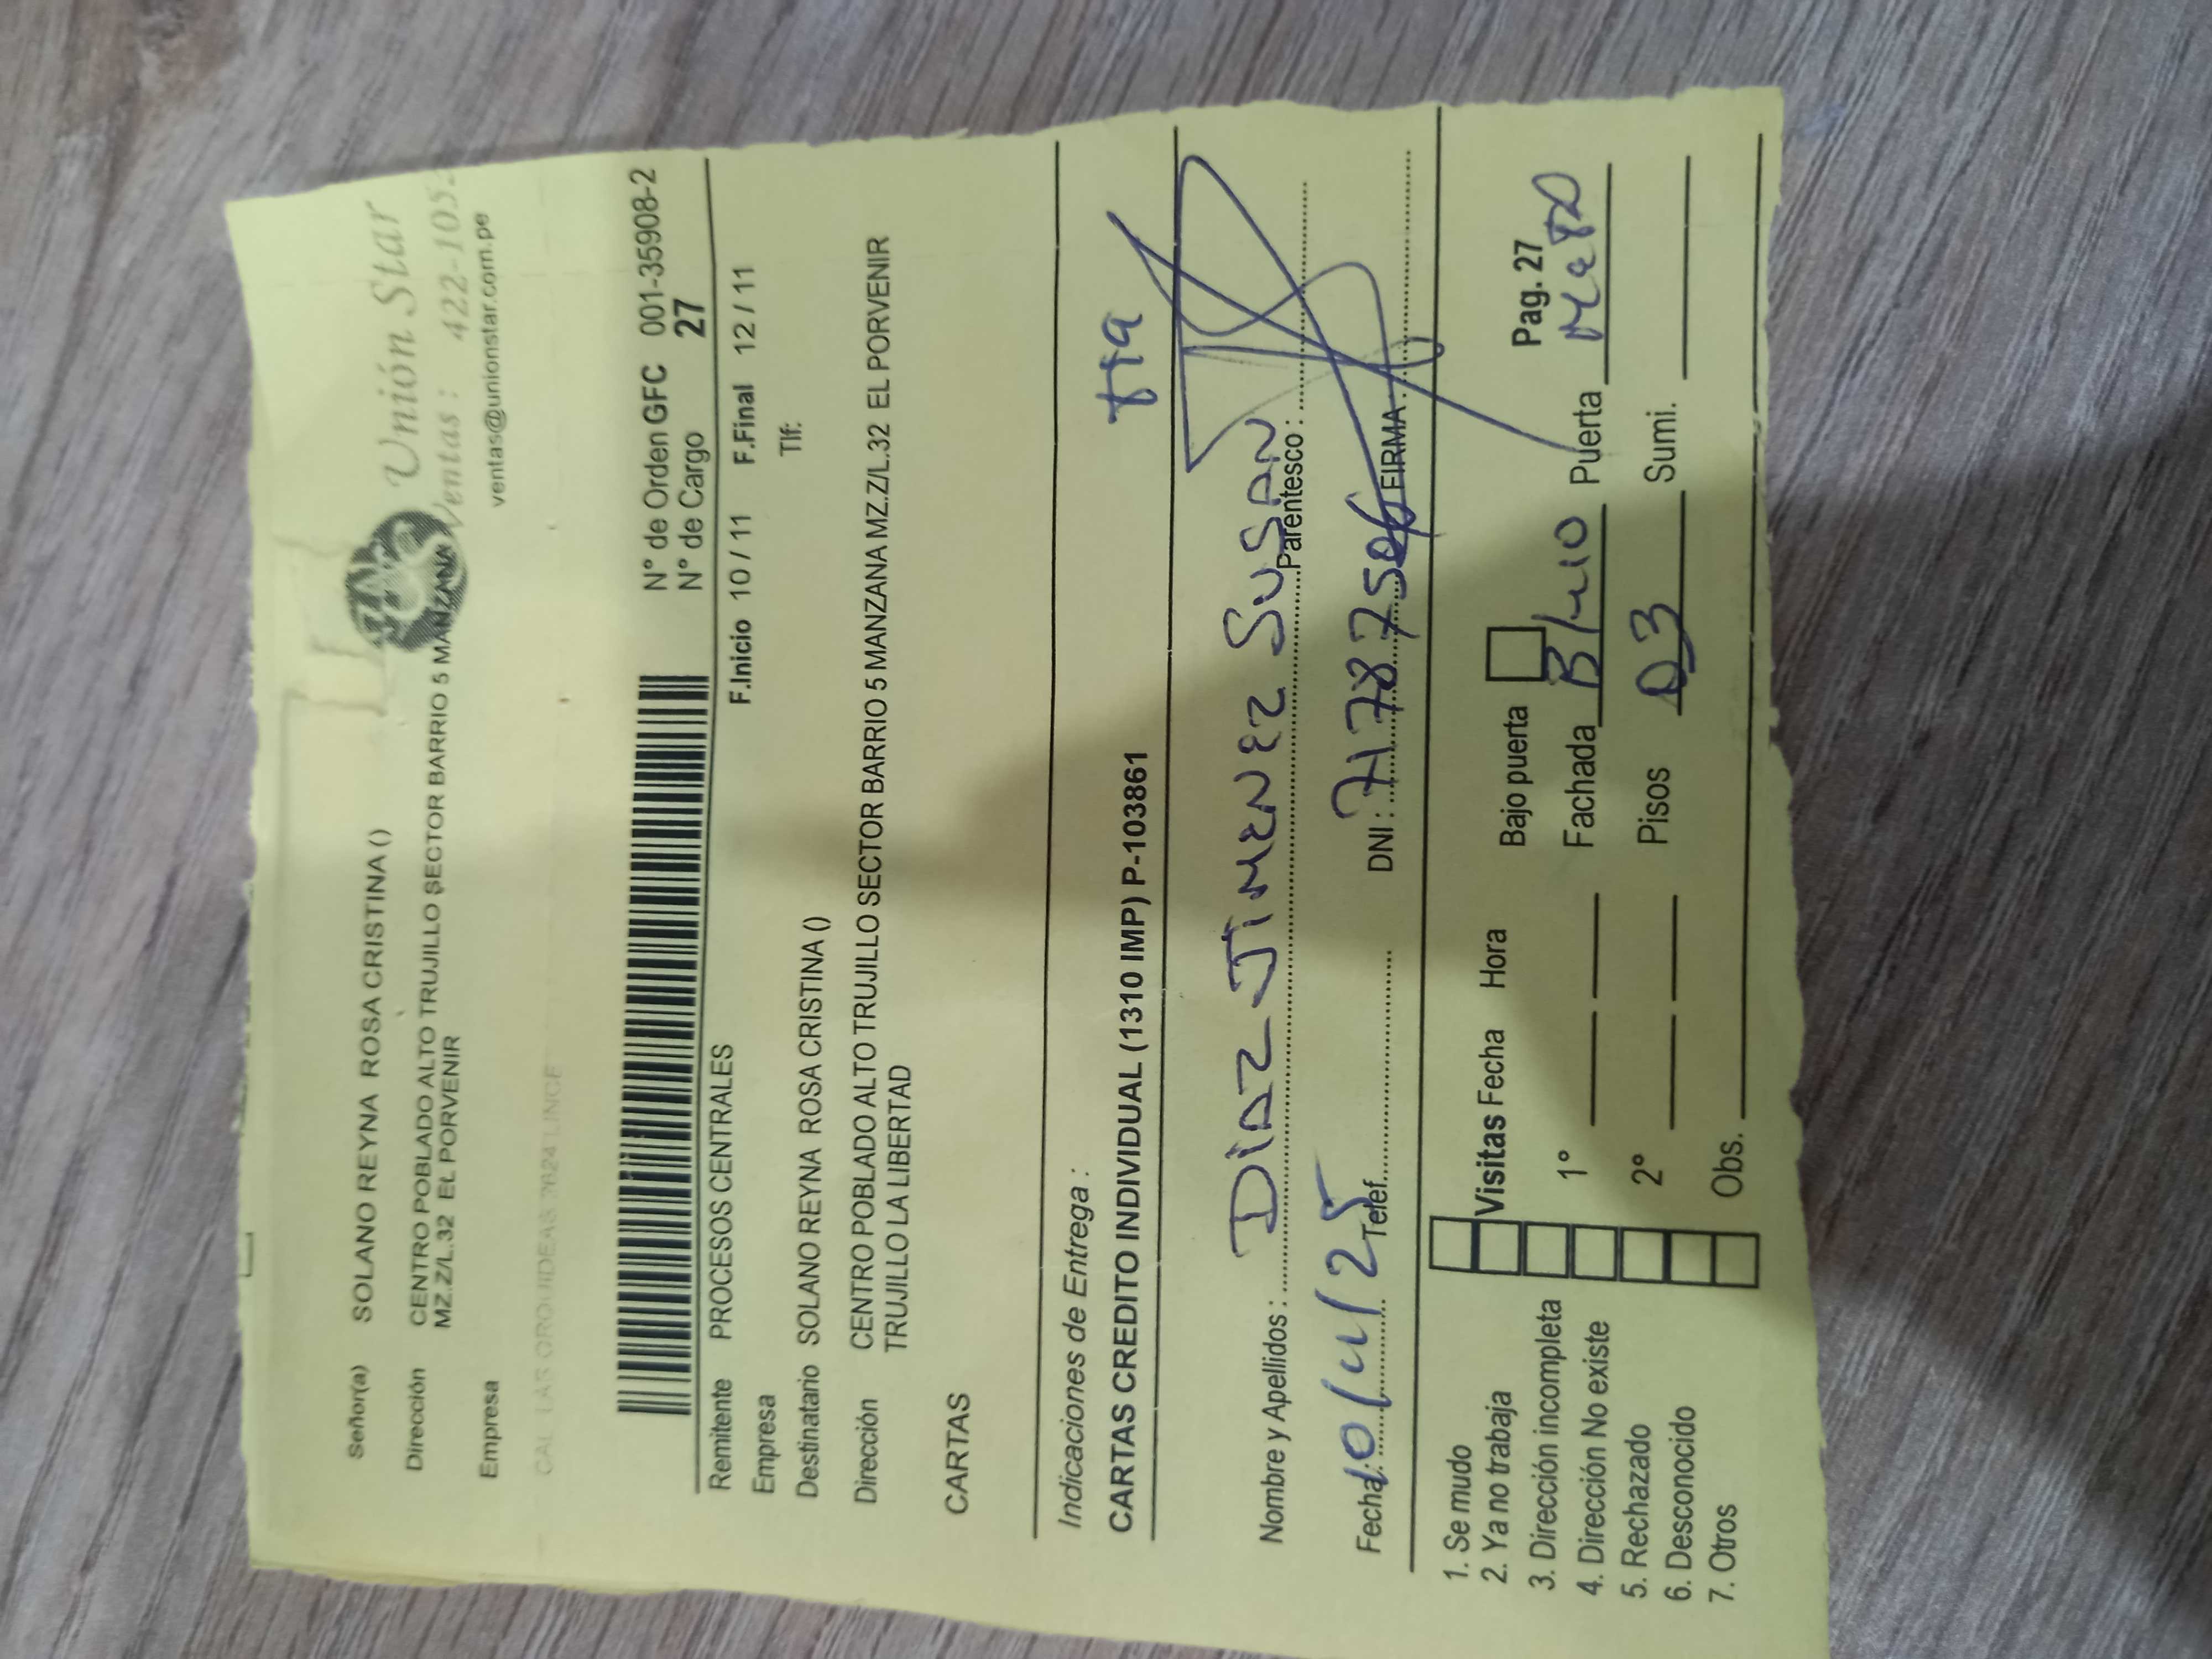 Unión Star
Ventas : 422-105
ventas@unionstar.com.pe
Señor(a) SOLANO REYNA ROSA CRISTINA ()
Dirección CENTRO POBLADO ALTO TRUJILLO SECTOR BARRIO 5 MANZANA
MZ.Z/L.32 EL PORVENIR
Empresa
CAL LAS ORQUIDEAS 2624 LINCE
N° de Orden GFC 001-35908-2
N° de Cargo 27
Remitente PROCESOS CENTRALES F.Inicio 10 / 11 F.Final 12 / 11
Empresa Tlf:
Destinatario SOLANO REYNA ROSA CRISTINA ()
Dirección CENTRO POBLADO ALTO TRUJILLO SECTOR BARRIO 5 MANZANA MZ.Z/L.32 EL PORVENIR
TRUJILLO LA LIBERTAD
CARTAS
Indicaciones de Entrega :
CARTAS CREDITO INDIVIDUAL (1310 IMP) P-103861
Nombre y Apellidos : DIAZ JIMENEZ SUSAN Parentesco : tia
Fecha: 10/11/25 Telef. DNI : FIRMA
1. Se mudo
2. Ya no trabaja
3. Dirección incompleta
4. Dirección No existe
5. Rechazado
6. Desconocido
7. Otros
Visitas Fecha Hora
1°
2°
Obs.
Bajo puerta Pag. 27
Fachada Puerta
Pisos 03 Sumi.